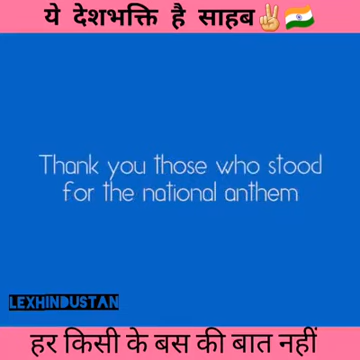 ये देशभक्ति है साहब✌🏻🇮🇳
Thank you those who stood
for the national anthem
LEXHINDUSTAN
हर किसी के बस की बात नहीं